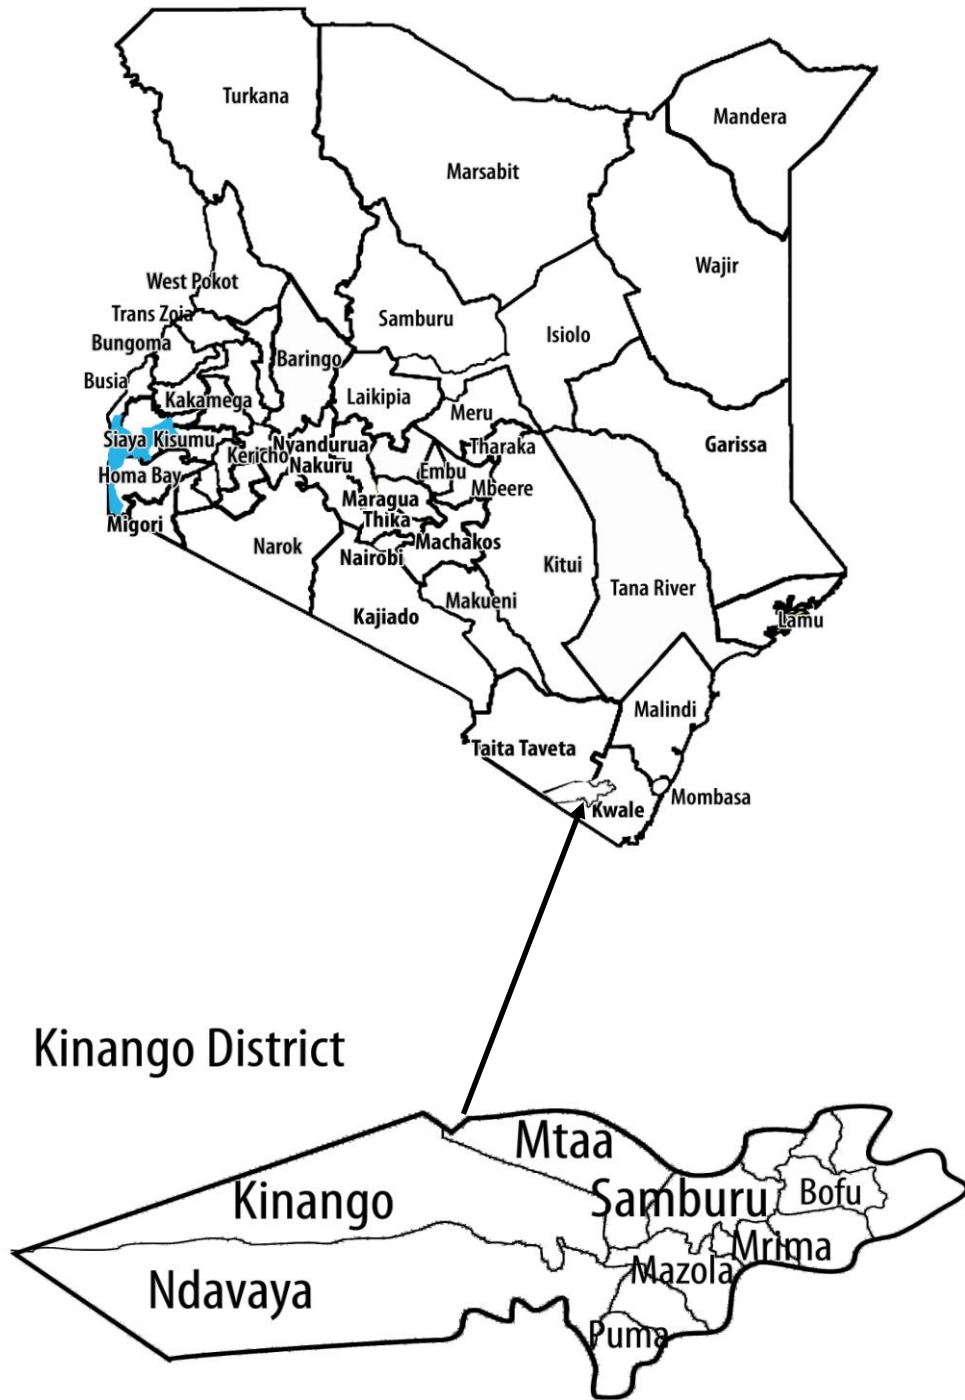 Turkana
Mandera
Marsabit
Wajir
West Pokot
Trans Zoia
Samburu
Isiolo
Bungoma
Baringo
Busia
Kakamega
Laikipia
Meru
Siaya
Kisumu
Nyandurua
Tharaka
Garissa
Kericho
Nakuru
Embu
Homa Bay
Mbeere
Maragua
Migori
Thika
Narok
Nairobi
Machakos
Kitui
Tana River
Makueni
Kajiado
Lamu
Malindi
Taita Taveta
Mombasa
Kwale
Kinango District
Mtaa
Kinango
Samburu
Bofu
Mrima
Mazola
Ndavaya
Puma